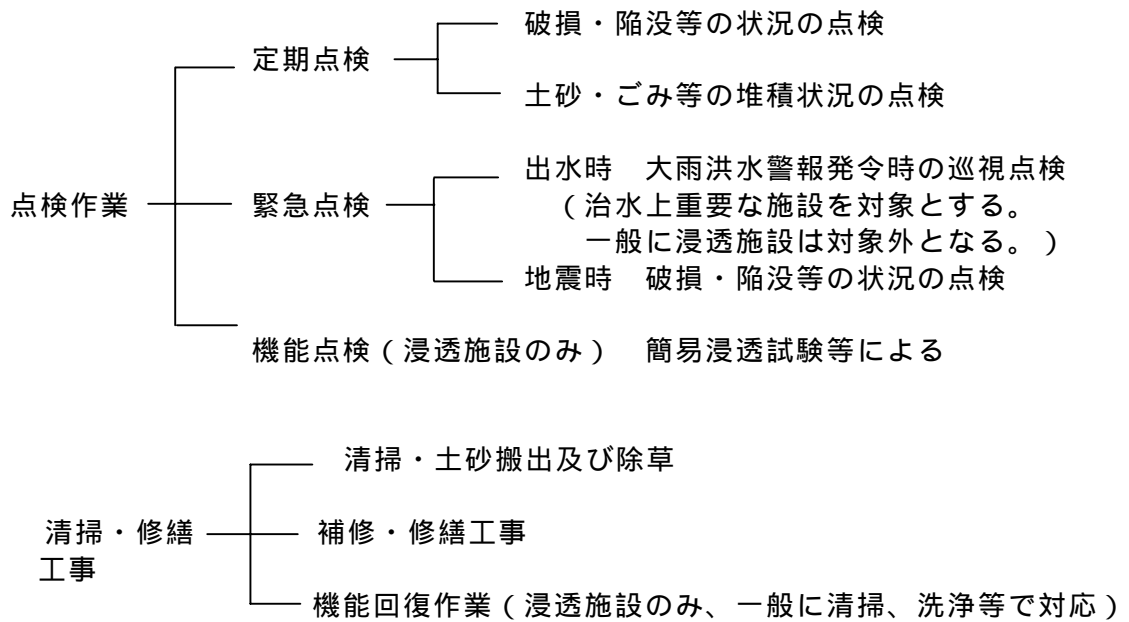 破損・陥没等の状況の点検
定期点検
土砂・ごみ等の堆積状況の点検
出水時　大雨洪水警報発令時の巡視点検
点検作業
緊急点検
（治水上重要な施設を対象とする。
一般に浸透施設は対象外となる。）
地震時　破損・陥没等の状況の点検
機能点検（浸透施設のみ）　簡易浸透試験等による
清掃・土砂搬出及び除草
清掃・修繕
工事
補修・修繕工事
機能回復作業（浸透施設のみ、一般に清掃、洗浄等で対応）